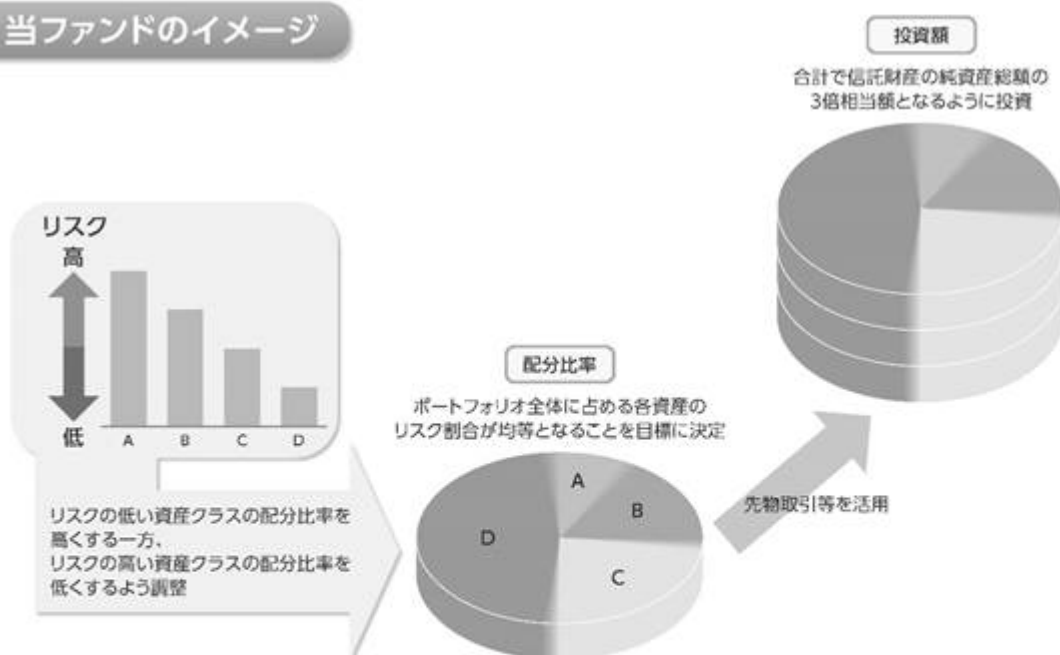 当ファンドのイメージ
投資額
合計で信託財産の純資産総額の
3倍相当額となるように投資
リスク
高
低
A B C D
配分比率
ポートフォリオ全体に占める各資産の
リスク割合が均等となることを目標に決定
リスクの低い資産クラスの配分比率を
高くする一方、
リスクの高い資産クラスの配分比率を
低くするよう調整
A
B
C
D
先物取引等を活用